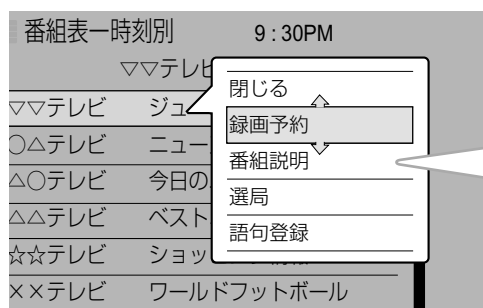 番組表ー時刻別 9:30PM
▽▽テレビ
▽▽テレビ ジュー
○△テレビ ニュー
△○テレビ 今日の
△△テレビ ベスト
☆☆テレビ ショッ
××テレビ ワールドフットボール
閉じる
録画予約
番組説明
選局
語句登録